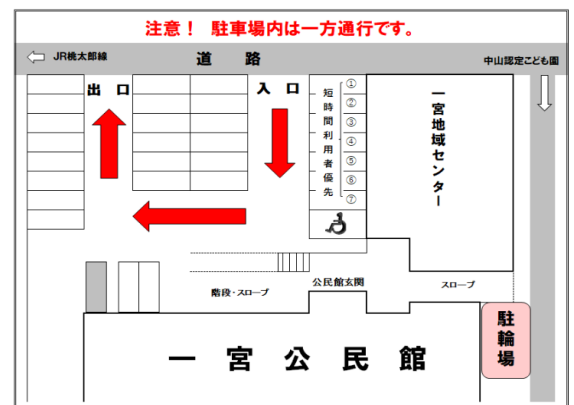 注意！ 駐車場内は一方通行です。
JR桃太郎線
道 路
中山認定こども園
出 口
入 口
短時間利用者優先
①
②
③
④
⑤
⑥
⑦
一宮地域センター
階段・スロープ
公民館玄関
スロープ
駐輪場
一 宮 公 民 館